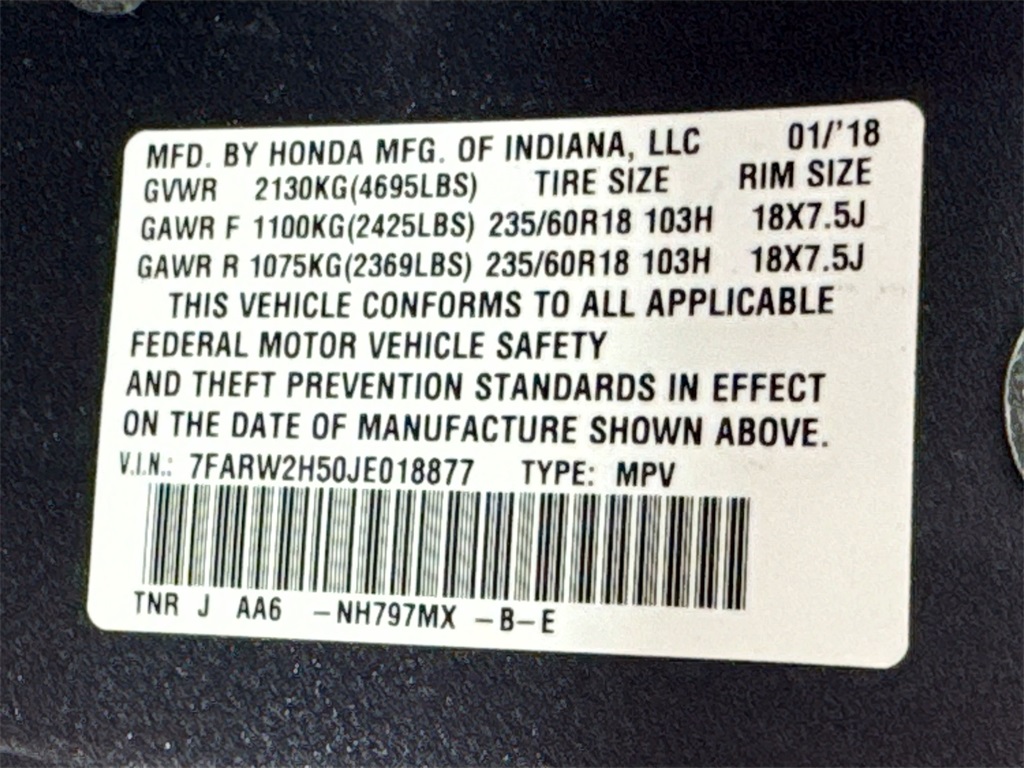 MFD. BY HONDA MFG. OF INDIANA, LLC 01/'18
GVWR 2130KG(4695LBS) TIRE SIZE RIM SIZE
GAWR F 1100KG(2425LBS) 235/60R18 103H 18X7.5J
GAWR R 1075KG(2369LBS) 235/60R18 103H 18X7.5J
THIS VEHICLE CONFORMS TO ALL APPLICABLE
FEDERAL MOTOR VEHICLE SAFETY
AND THEFT PREVENTION STANDARDS IN EFFECT
ON THE DATE OF MANUFACTURE SHOWN ABOVE.
V.I.N.: 7FARW2H50JE018877 TYPE: MPV
TNR J AA6 -NH797MX -B-E